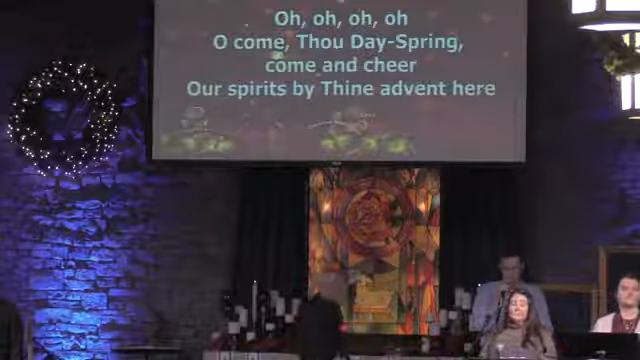 Oh, oh, oh, oh
O come, Thou Day-Spring,
come and cheer
Our spirits by Thine advent here